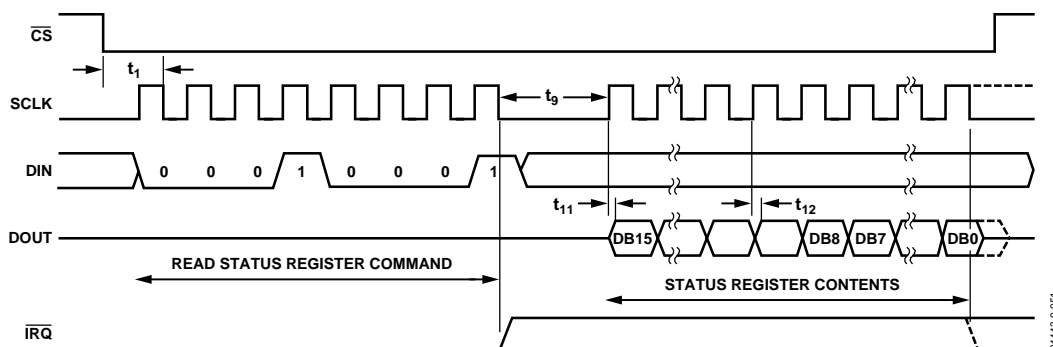 CS
t1
SCLK
t9
DIN
0 0 0 1 0 0 0 1
t11
t12
DOUT
DB15
DB8
DB7
DB0
READ STATUS REGISTER COMMAND
STATUS REGISTER CONTENTS
IRQ